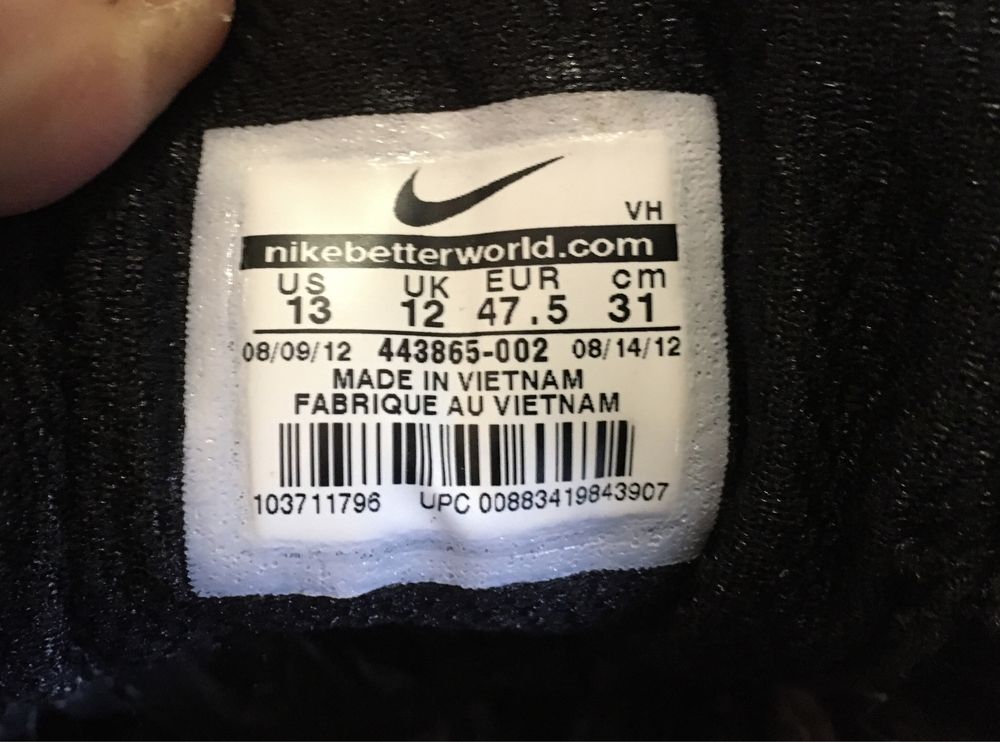 VH
nikebetterworld.com
US UK EUR cm
13 12 47.5 31
08/09/12 443865-002 08/14/12
MADE IN VIETNAM
FABRIQUE AU VIETNAM
103711796 UPC 00883419843907